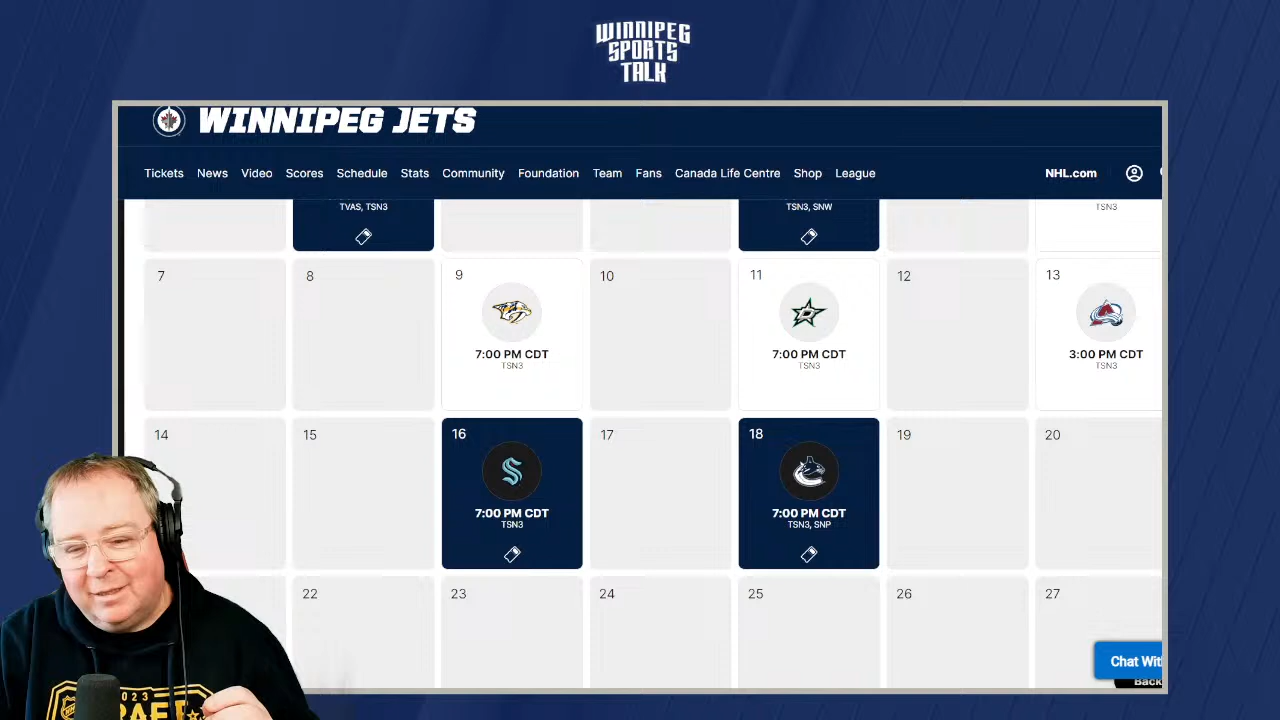 WINNIPEG
SPORTS
TALK
WINNIPEG JETS
Tickets News Video Scores Schedule Stats Community Foundation Team Fans Canada Life Centre Shop League NHL.com
TVAS, TSN3 TSN3, SNW TSN3
7 8 9 10 11 12 13
7:00 PM CDT 7:00 PM CDT 3:00 PM CDT
TSN3 TSN3 TSN3
14 15 16 17 18 19 20
7:00 PM CDT 7:00 PM CDT
TSN3 TSN3, SNP
22 23 24 25 26 27
Chat Wit
Back
2023
DRAFT